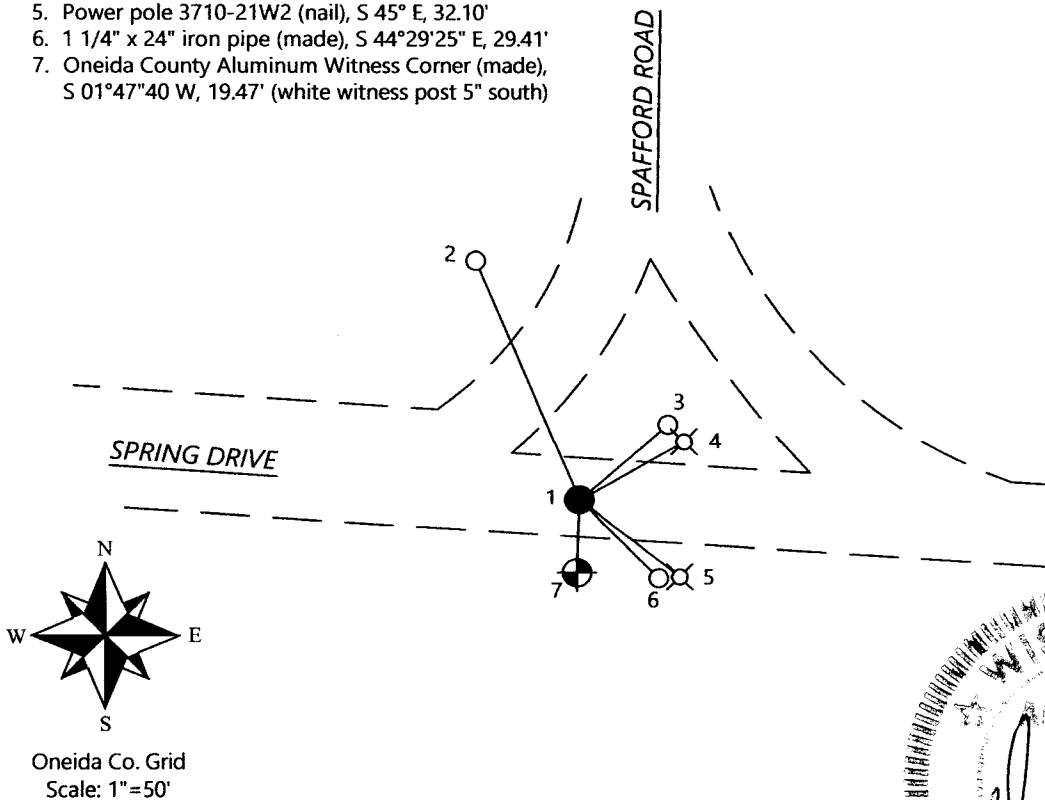 5. Power pole 3710-21W2 (nail), S 45° E, 32.10'
6. 1 1/4" x 24" iron pipe (made), S 44°29'25" E, 29.41'
7. Oneida County Aluminum Witness Corner (made),
S 01°47"40 W, 19.47' (white witness post 5" south)
SPAFFORD ROAD
2
3
4
SPRING DRIVE
1
7
6
5
N
W
E
S
Oneida Co. Grid
Scale: 1"=50'